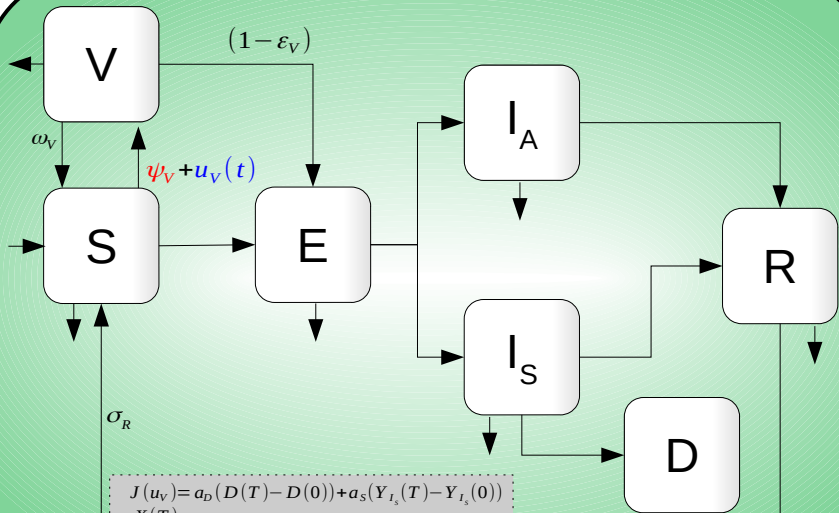 V
(1−ε_V)
ω_V
ψ_V+u_V(t)
I_A
S
E
R
I_S
σ_R
D
J(u_V)=a_D(D(T)−D(0))+a_S(Y_{I_s}(T)−Y_{I_s}(0))